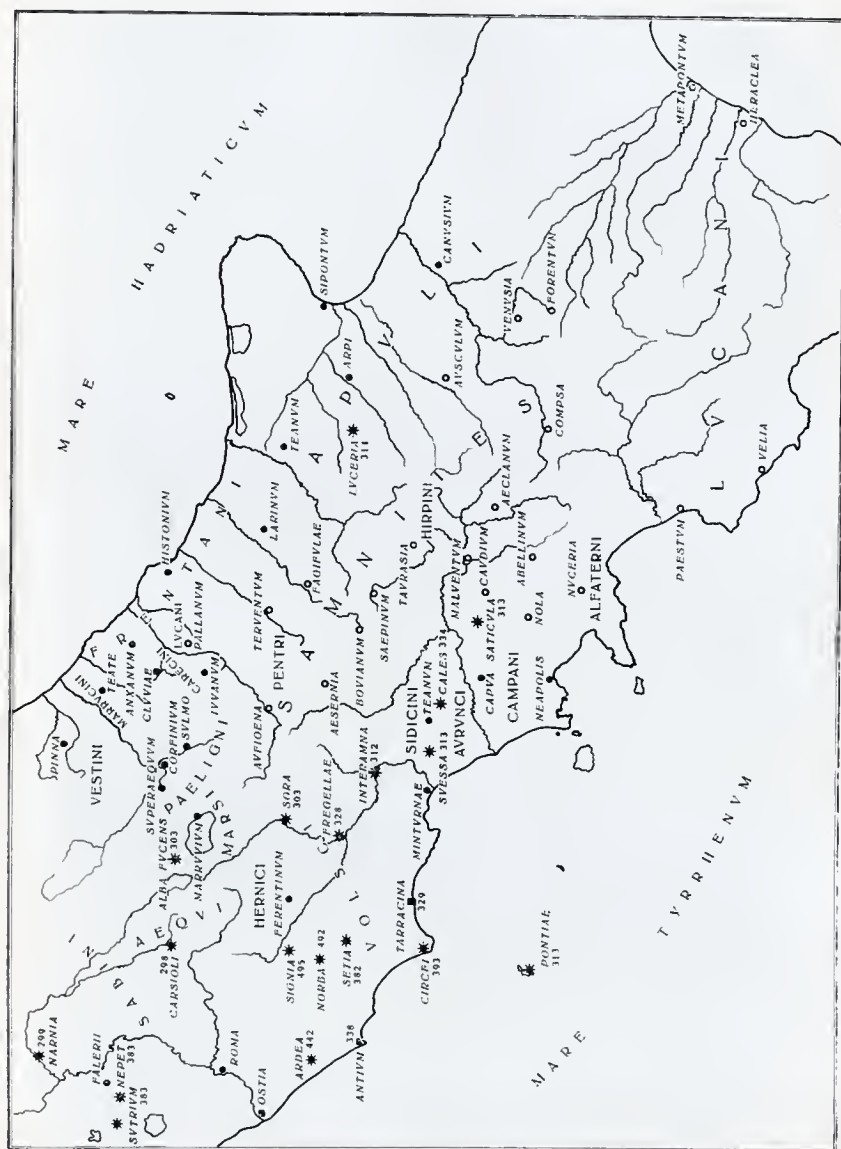 MARE HADRIATICVM
MARE TYRRHENVM
SABINI
AEQVI
VESTINI
MARRVCINI
PAELIGNI
MARSI
HERNICI
VOLSCI
FRENTANI
CARECINI
LVCANI
PENTRI
SAMNITES
HIRPINI
APVLI
SIDICINI
AVRVNCI
CAMPANI
ALFATERNI
LVCANI
299
NARNIA
FALERII
NEPET
383
SVTRIVM
383
298
CARSIOLI
ROMA
OSTIA
ARDEA
442
ANTIVM
338
SIGNIA
495
NORBA 492
SETIA
382
FERENTINVM
TARRACINA
329
CIRCEI
393
PONTIAE
313
PINNA
SVPERAEQVVM
CORFINIVM
SVLMO
ALBA FVCENS
303
MARRVVIVM
SORA
303
FREGELLAE
328
INTERAMNA
312
MINTVRNAE
SVESSA 313
TEANVM
CALES 334
TEATE
ANXANVM
CLVVIAE
IVVANVM
PALLANVM
HISTONIVM
AVFIDENA
AESERNIA
TERVENTVM
BOVIANVM
SAEPINVM
FAGIFVLAE
LARINVM
TEANVM
LVCERIA
314
ARPI
SIPONTVM
TAVRASIA
MALVENTVM
CAVDIVM
SATICVLA
313
CAPVA
NOLA
NEAPOLIS
NVCERIA
ABELLINVM
AECLANVM
COMPSA
AVSCVLVM
CANVSIVM
VENVSIA
FORENTVM
PAESTVM
VELIA
METAPONTVM
HERACLEA